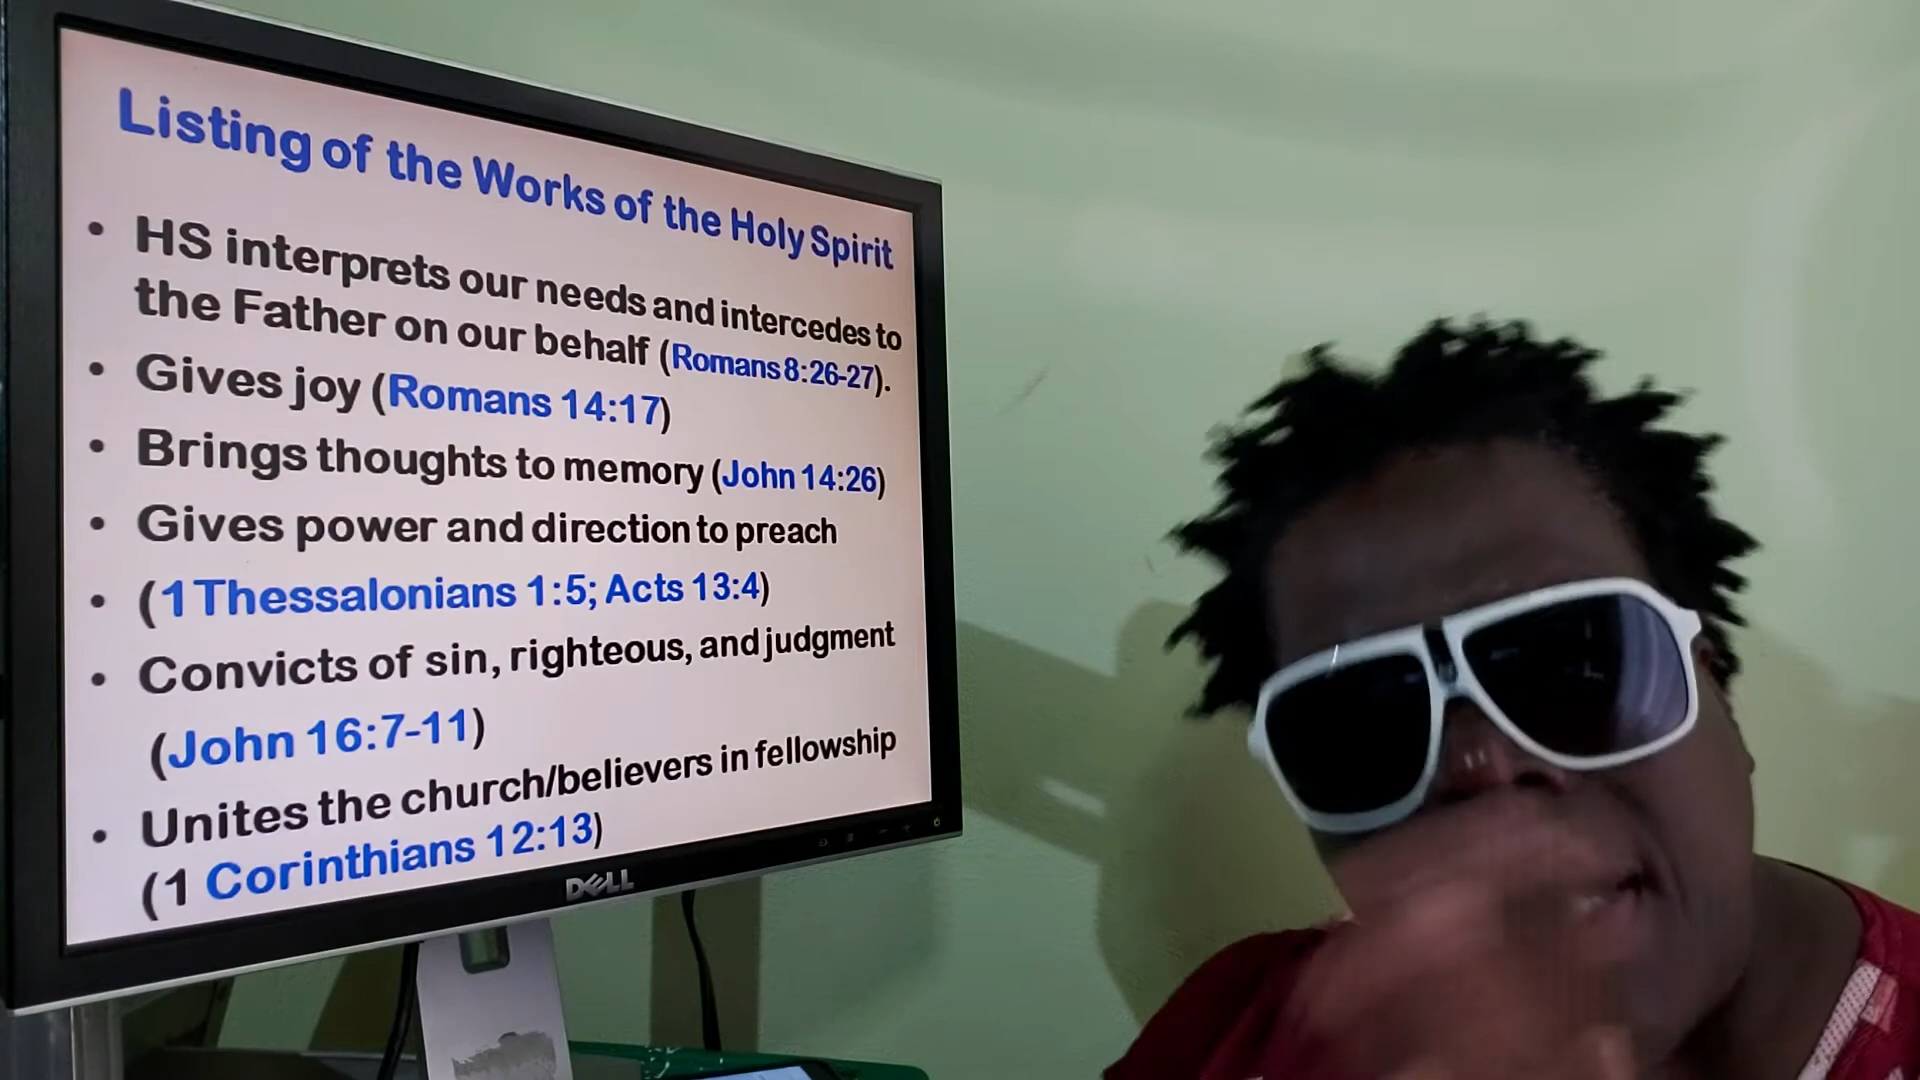 Listing of the Works of the Holy Spirit
• HS interprets our needs and intercedes to
the Father on our behalf (Romans 8:26-27).
• Gives joy (Romans 14:17)
• Brings thoughts to memory (John 14:26)
• Gives power and direction to preach
• (1 Thessalonians 1:5; Acts 13:4)
• Convicts of sin, righteous, and judgment
(John 16:7-11)
• Unites the church/believers in fellowship
(1 Corinthians 12:13)
DELL